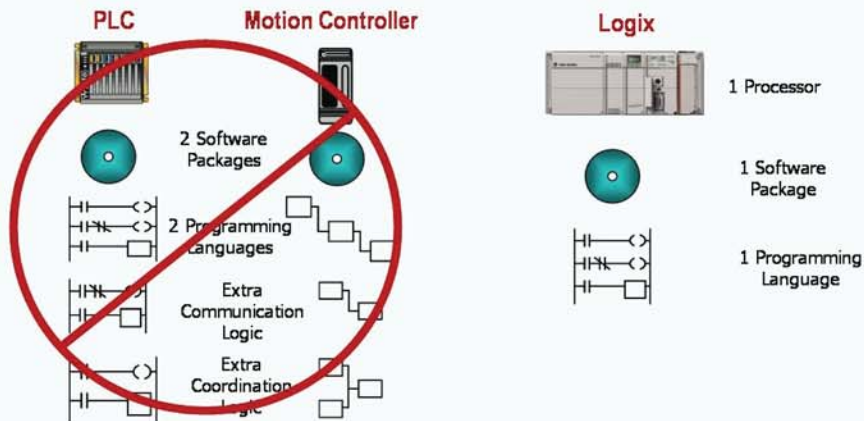 PLC
Motion Controller
2 Software
Packages
2 Programming
Languages
Extra
Communication
Logic
Extra
Coordination
Logic
Logix
1 Processor
1 Software
Package
1 Programming
Language